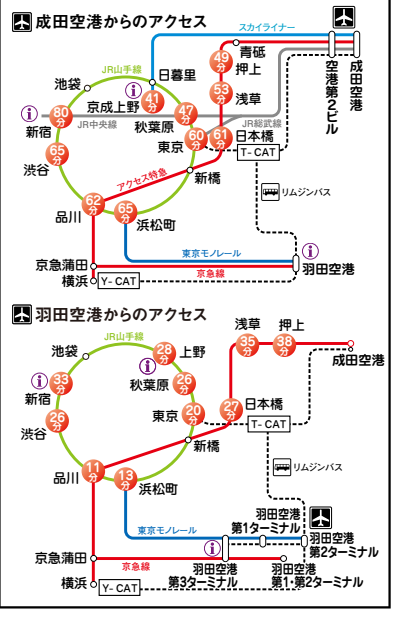 成田空港からのアクセス
スカイライナー
青砥
49分
押上
JR山手線
日暮里
池袋
空港第2ビル
成田空港
京成上野
41分
53分
浅草
80分
新宿
JR中央線
47分
秋葉原
JR総武線
東京
60分
61分
日本橋
T-CAT
65分
渋谷
アクセス特急
新橋
リムジンバス
62分
品川
65分
浜松町
東京モノレール
京急蒲田
京急線
羽田空港
横浜
Y-CAT
羽田空港からのアクセス
浅草
押上
JR山手線
35分
38分
池袋
28分
上野
成田空港
33分
新宿
秋葉原
26分
26分
渋谷
東京
20分
27分
日本橋
T-CAT
新橋
11分
品川
13分
浜松町
リムジンバス
東京モノレール
羽田空港
第1ターミナル
羽田空港
第2ターミナル
京急蒲田
京急線
横浜
Y-CAT
羽田空港
第3ターミナル
羽田空港
第1・第2ターミナル